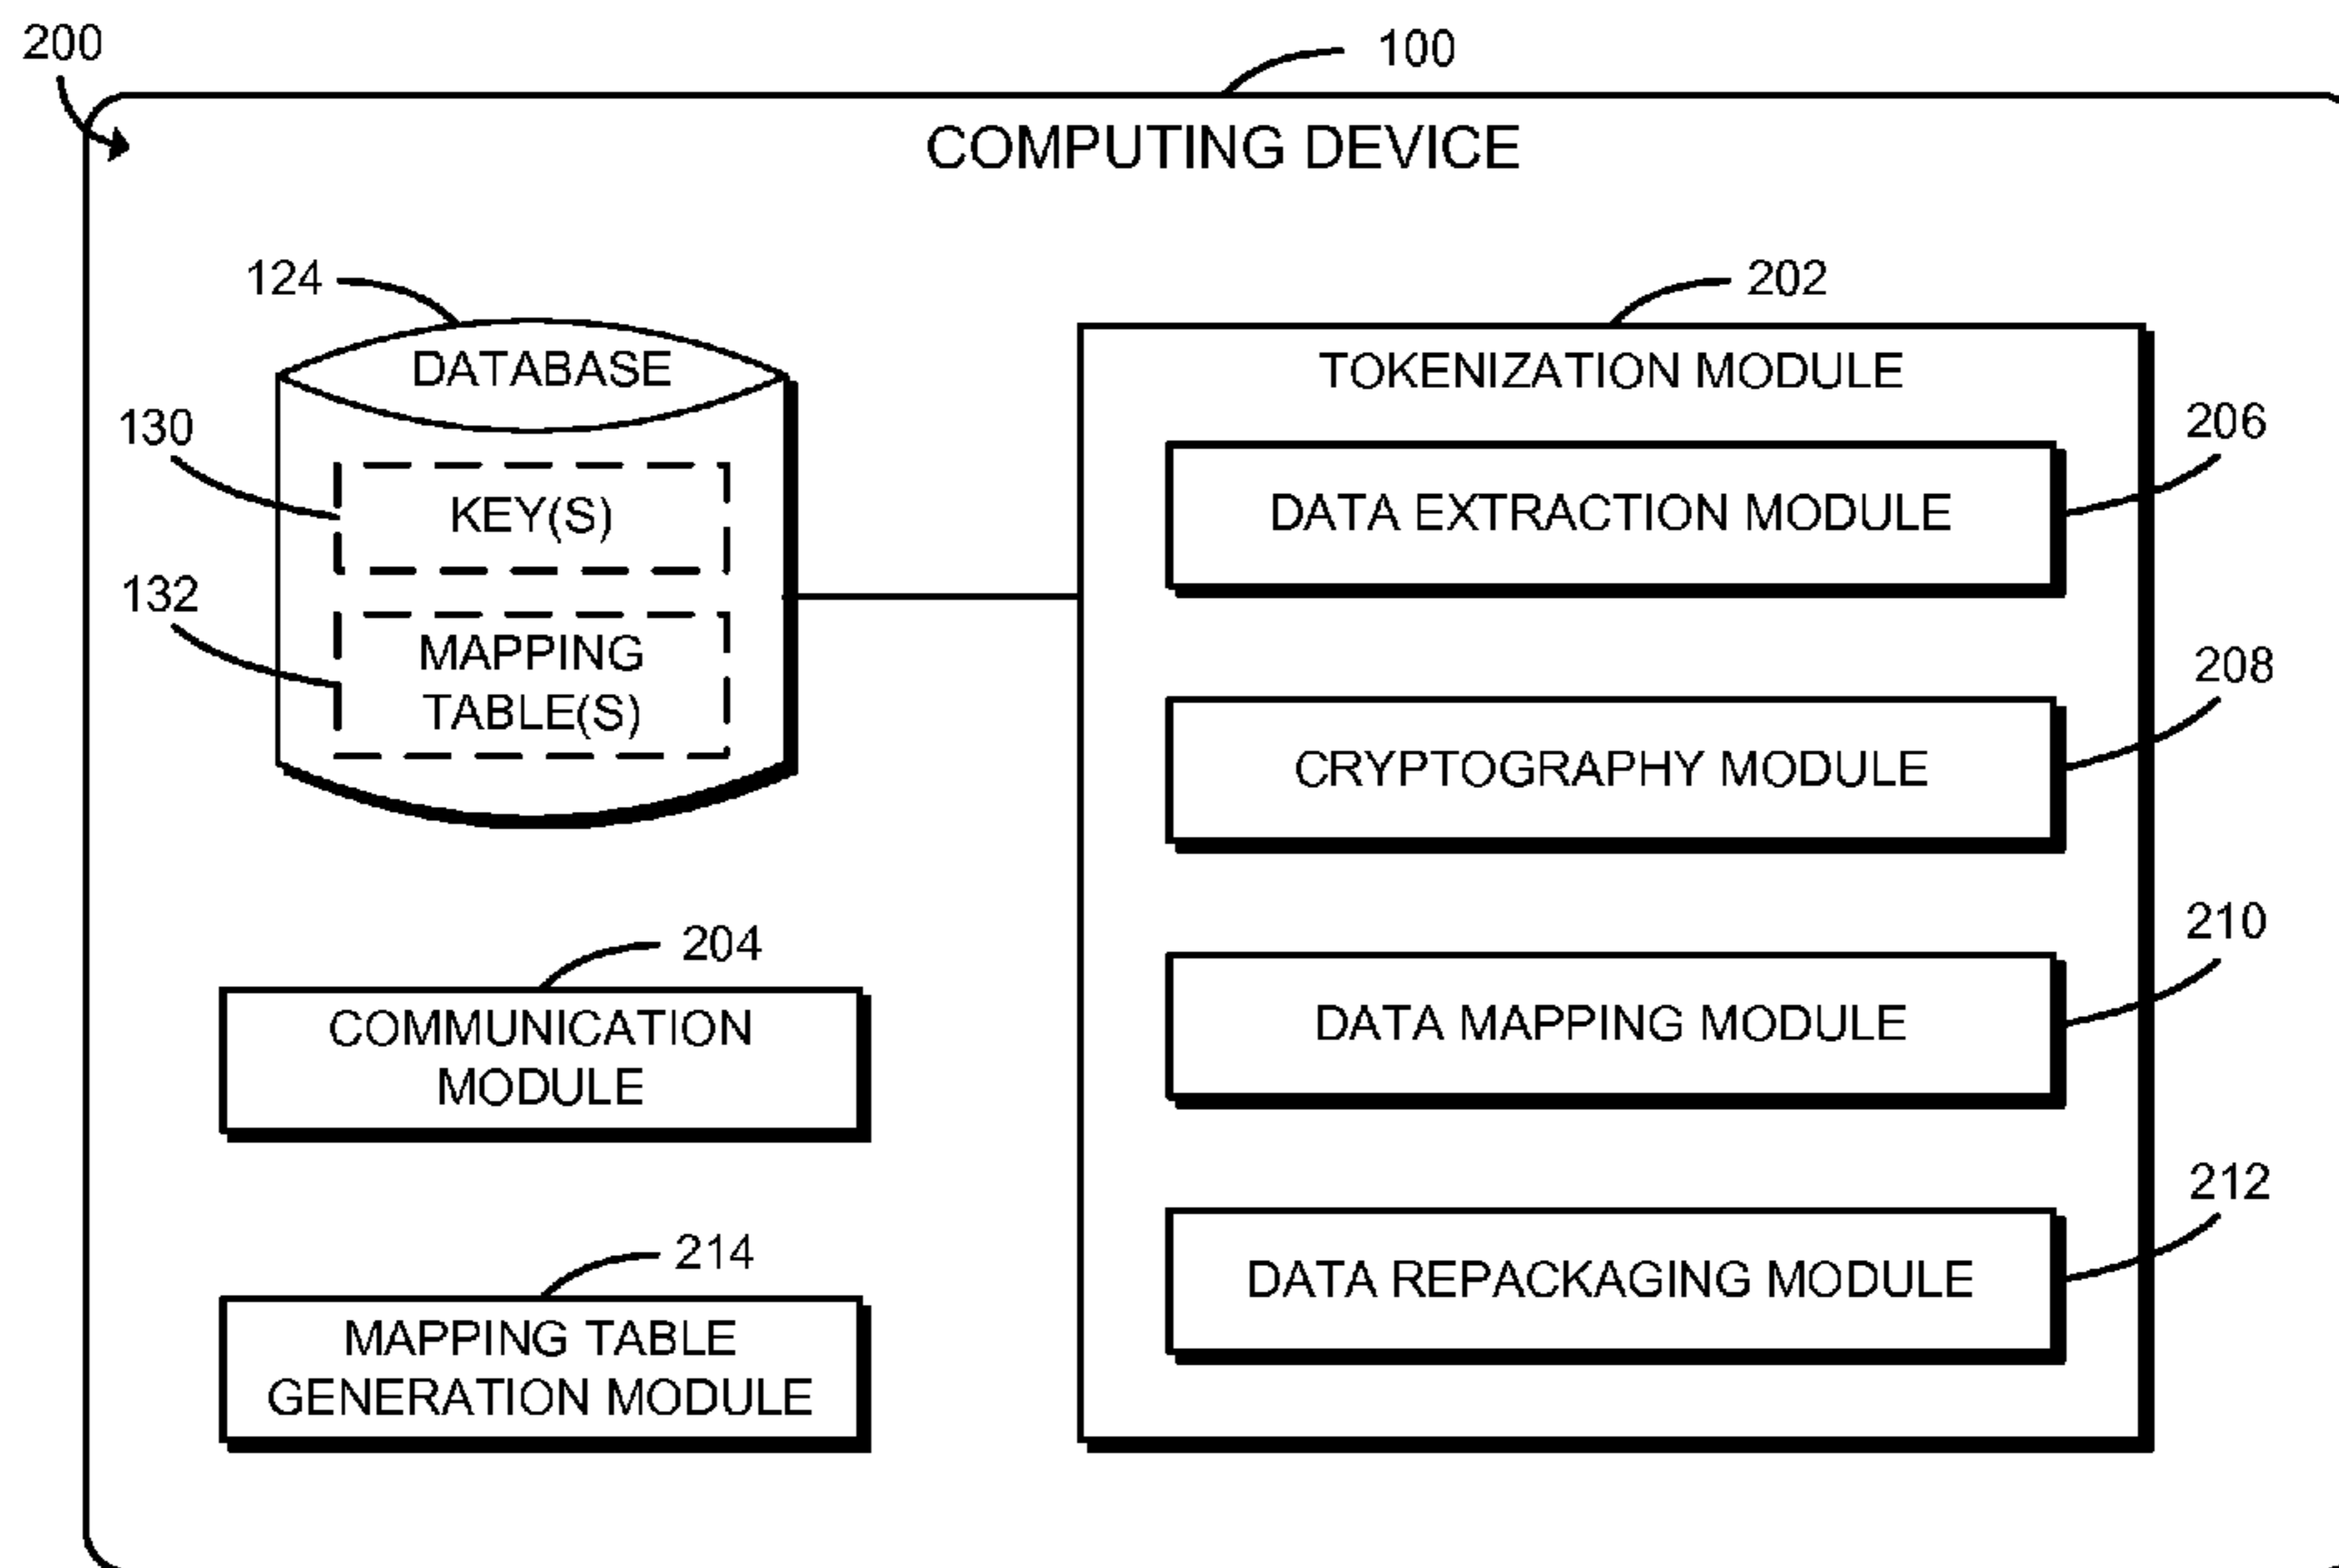 200
100
COMPUTING DEVICE
124
DATABASE
130
KEY(S)
132
MAPPING
TABLE(S)
202
TOKENIZATION MODULE
206
DATA EXTRACTION MODULE
208
CRYPTOGRAPHY MODULE
210
DATA MAPPING MODULE
212
DATA REPACKAGING MODULE
204
COMMUNICATION
MODULE
214
MAPPING TABLE
GENERATION MODULE